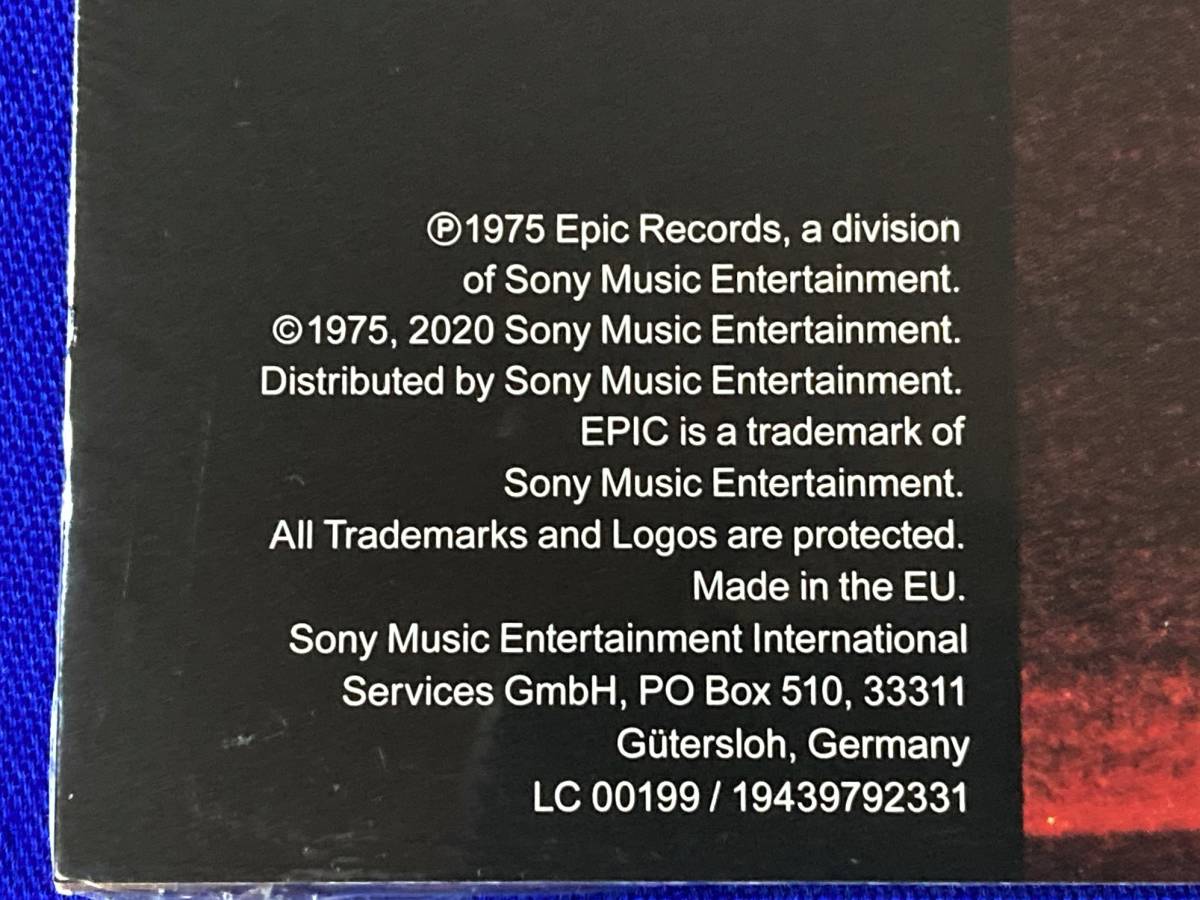 ℗1975 Epic Records, a division
of Sony Music Entertainment.
©1975, 2020 Sony Music Entertainment.
Distributed by Sony Music Entertainment.
EPIC is a trademark of
Sony Music Entertainment.
All Trademarks and Logos are protected.
Made in the EU.
Sony Music Entertainment International
Services GmbH, PO Box 510, 33311
Gütersloh, Germany
LC 00199 / 19439792331